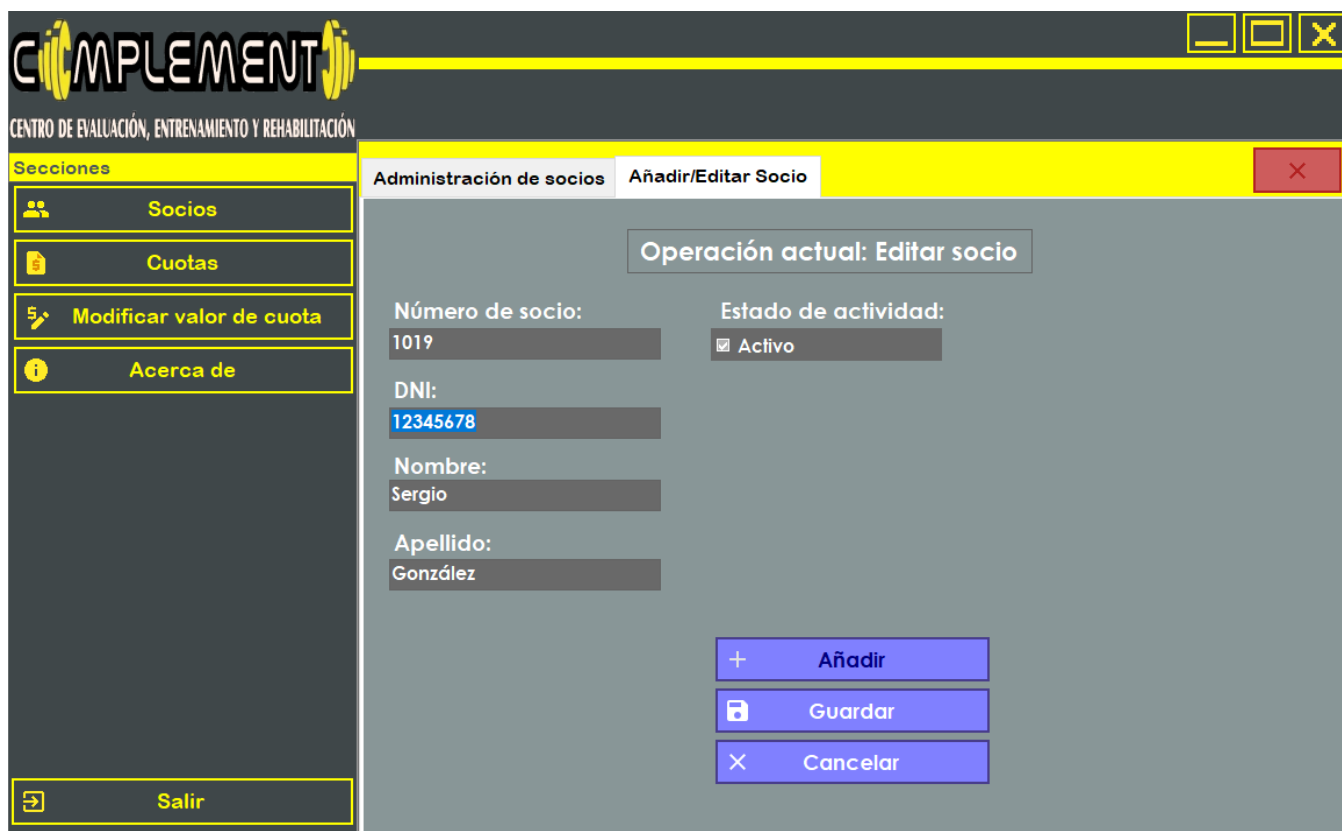 COMPLEMENTO
CENTRO DE EVALUACIÓN, ENTRENAMIENTO Y REHABILITACIÓN
Secciones
Socios
Cuotas
Modificar valor de cuota
Acerca de
Salir
Administración de socios
Añadir/Editar Socio
Operación actual: Editar socio
Número de socio:
1019
Estado de actividad:
Activo
DNI:
12345678
Nombre:
Sergio
Apellido:
González
Añadir
Guardar
Cancelar